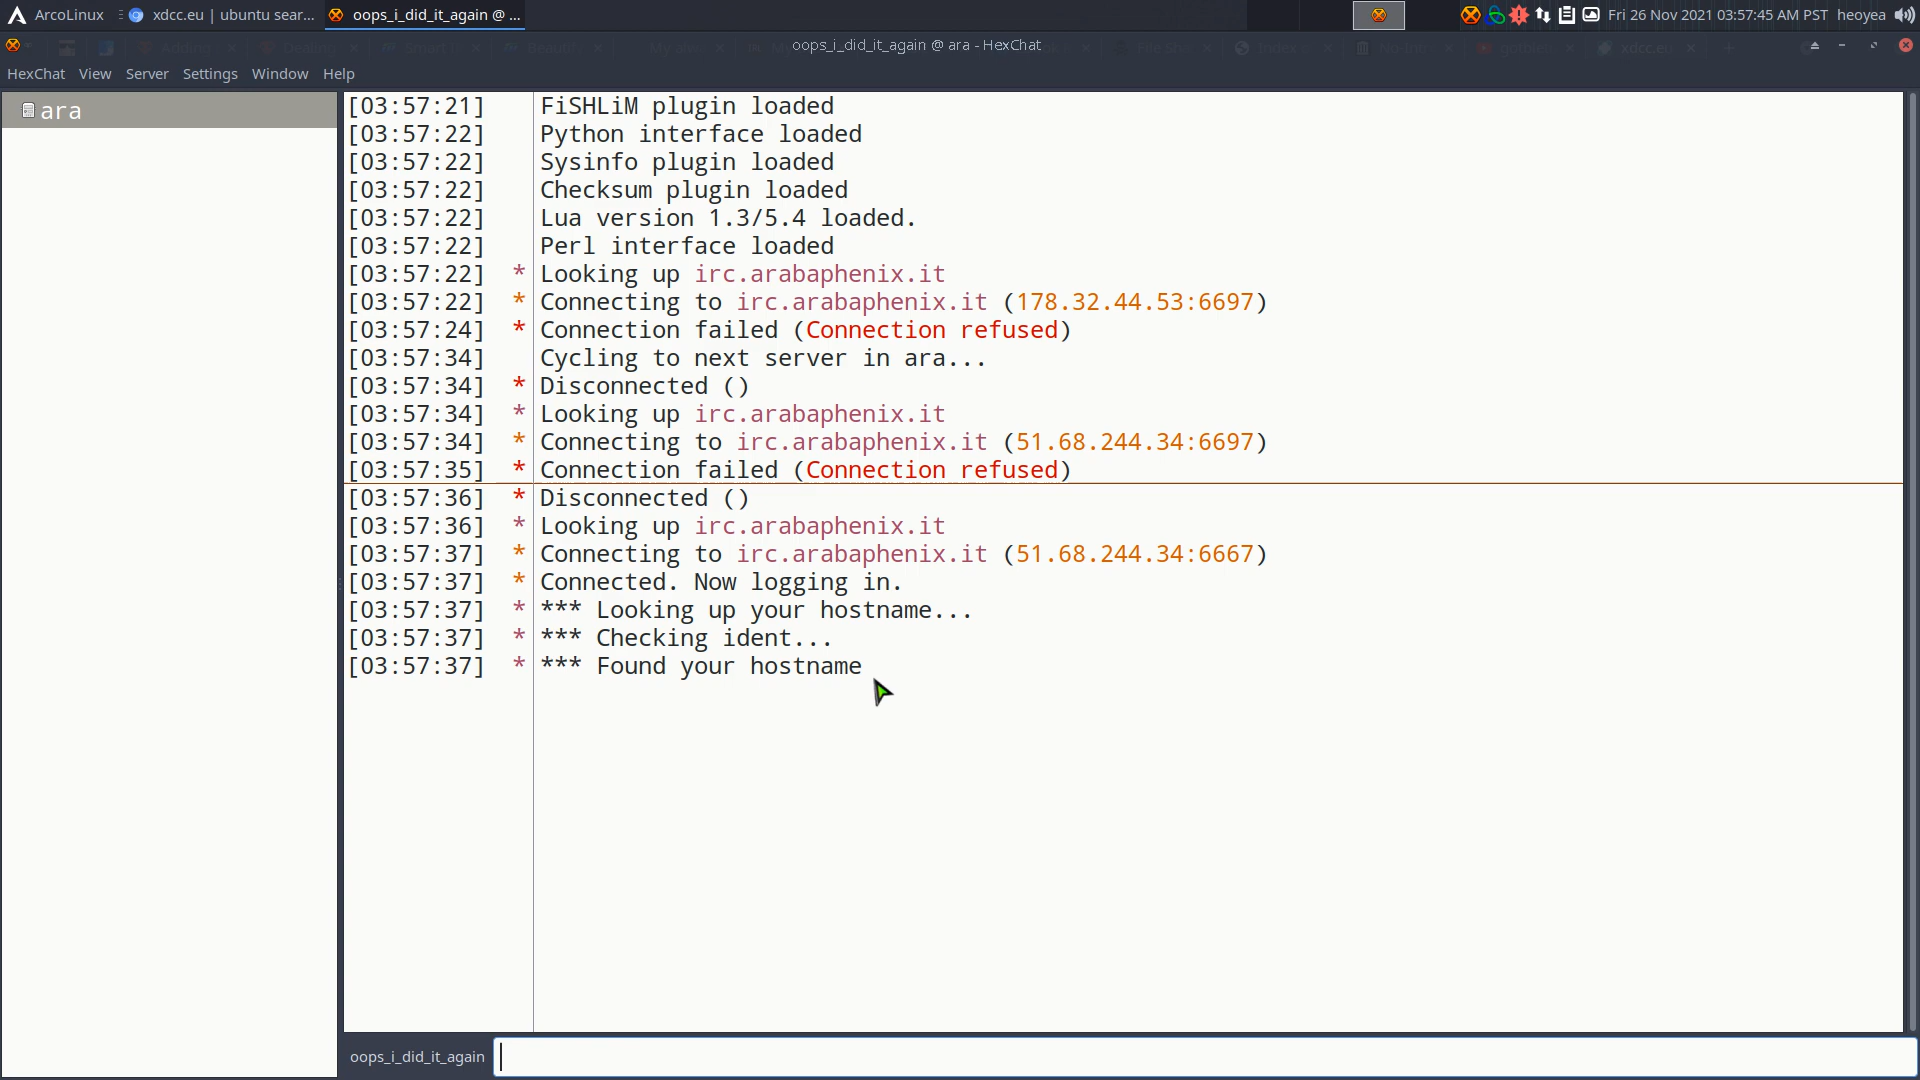 ArcoLinux
xdcc.eu | ubuntu sear...
oops_i_did_it_again @ ...
Fri 26 Nov 2021 03:57:45 AM PST
heoyea
oops_i_did_it_again @ ara - HexChat
HexChat View Server Settings Window Help
ara
[03:57:21] FiSHLiM plugin loaded
[03:57:22] Python interface loaded
[03:57:22] Sysinfo plugin loaded
[03:57:22] Checksum plugin loaded
[03:57:22] Lua version 1.3/5.4 loaded.
[03:57:22] Perl interface loaded
[03:57:22] * Looking up irc.arabaphenix.it
[03:57:22] * Connecting to irc.arabaphenix.it (178.32.44.53:6697)
[03:57:24] * Connection failed (Connection refused)
[03:57:34] Cycling to next server in ara...
[03:57:34] * Disconnected ()
[03:57:34] * Looking up irc.arabaphenix.it
[03:57:34] * Connecting to irc.arabaphenix.it (51.68.244.34:6697)
[03:57:35] * Connection failed (Connection refused)
[03:57:36] * Disconnected ()
[03:57:36] * Looking up irc.arabaphenix.it
[03:57:37] * Connecting to irc.arabaphenix.it (51.68.244.34:6667)
[03:57:37] * Connected. Now logging in.
[03:57:37] * *** Looking up your hostname...
[03:57:37] * *** Checking ident...
[03:57:37] * *** Found your hostname
oops_i_did_it_again